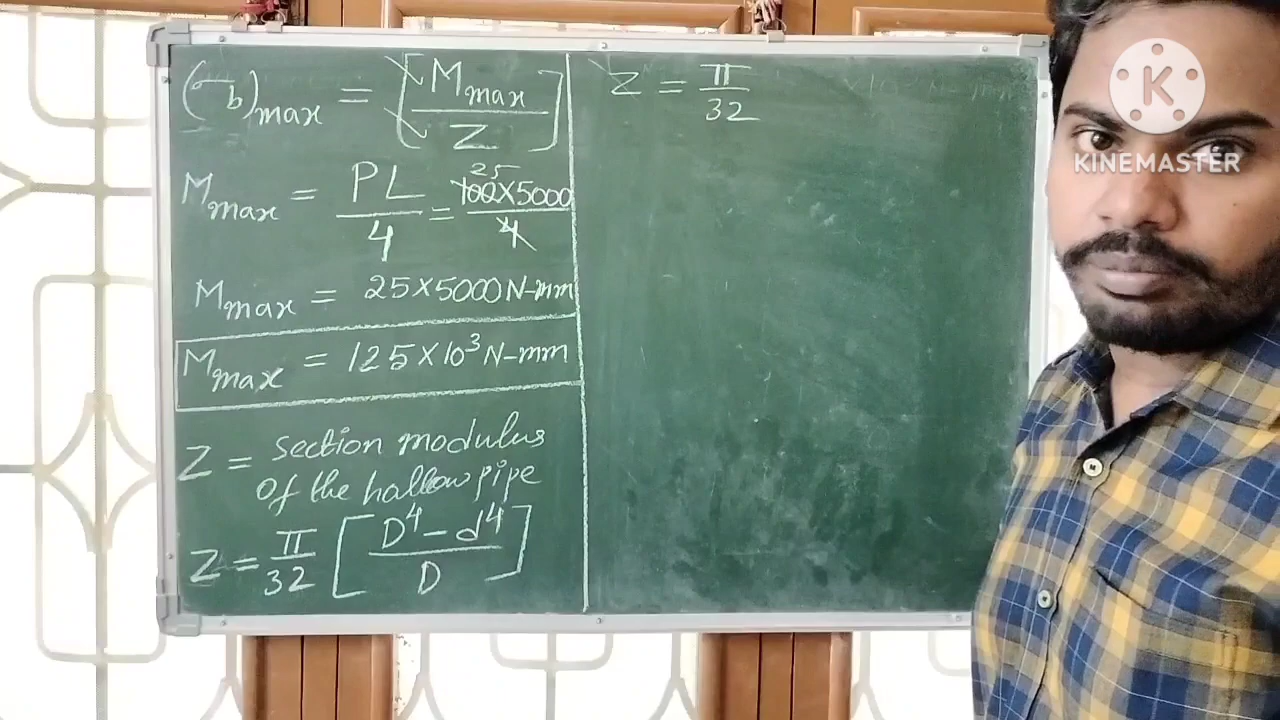 (σb)max = [Mmax/Z]
Mmax = PL/4 = 100×5000/4
25
Mmax = 25×5000 N-mm
Mmax = 125×10³ N-mm
Z = section modulus
of the hallow pipe
Z = π/32 [D⁴-d⁴/D]
Z = π/32
K
KINEMASTER